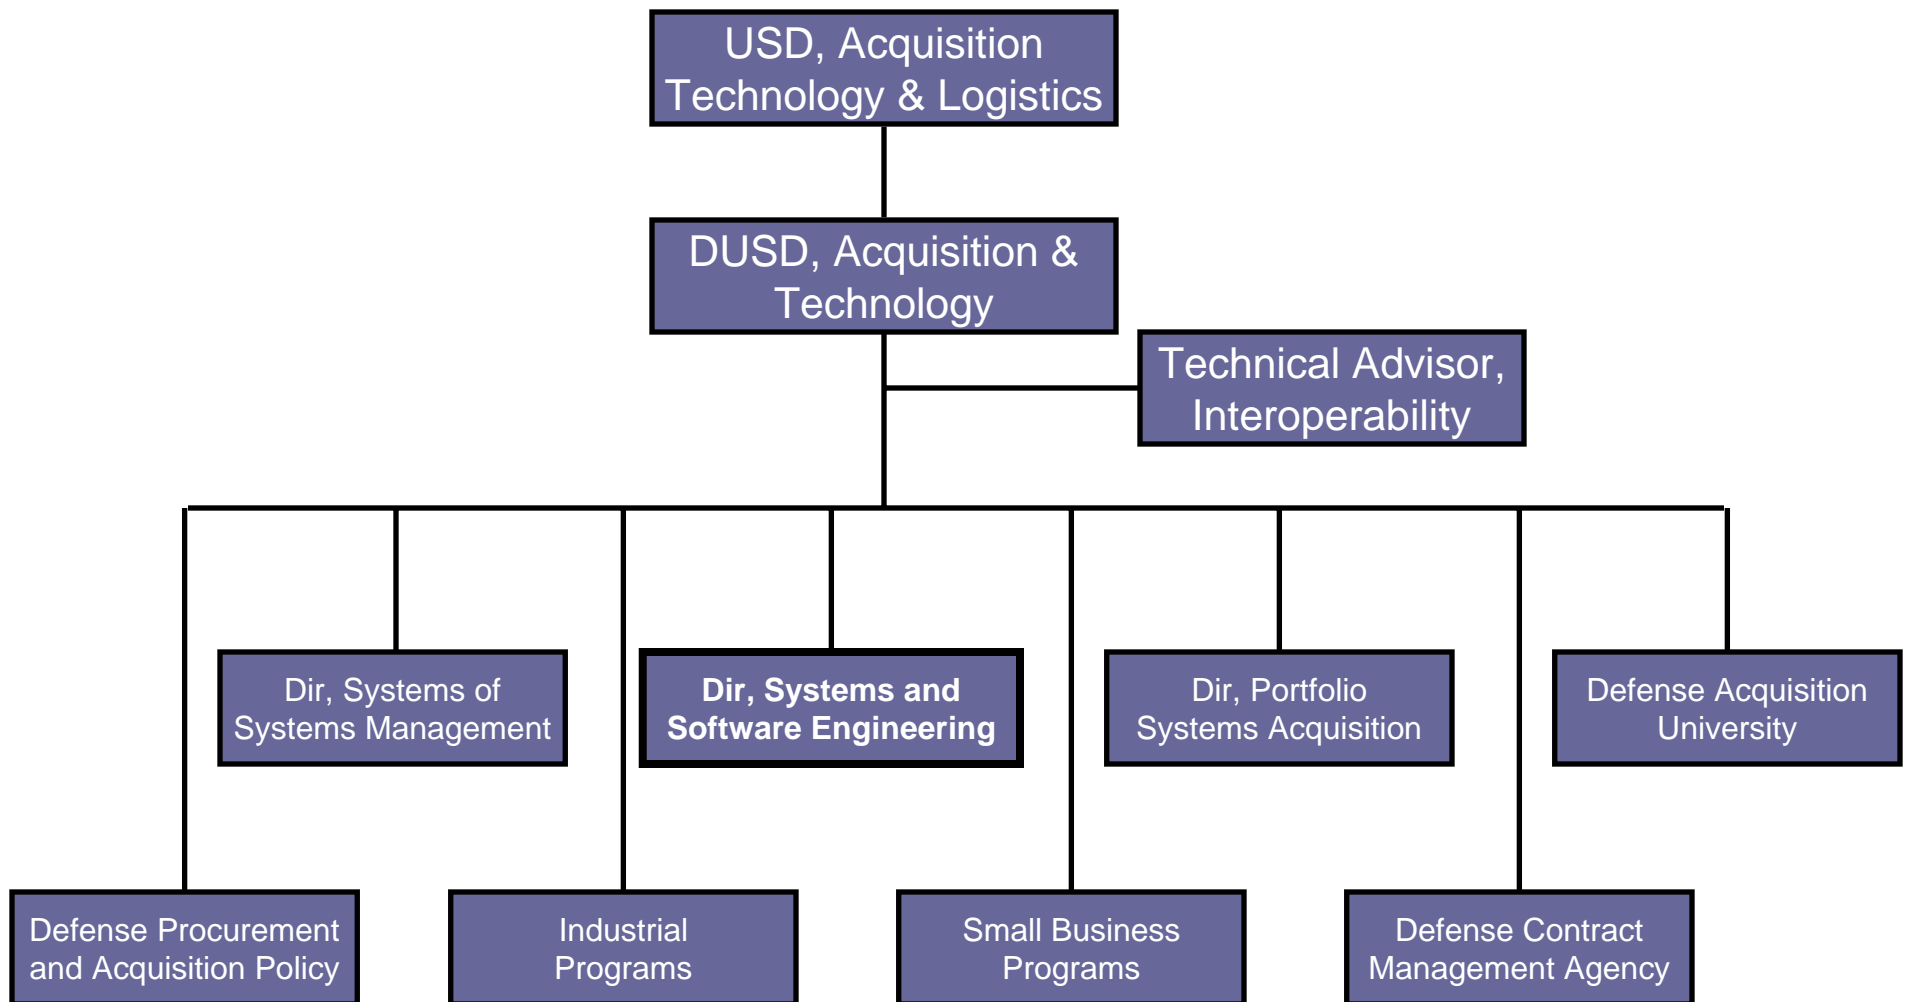 USD, Acquisition
Technology & Logistics
DUSD, Acquisition &
Technology
Technical Advisor,
Interoperability
Dir, Systems of
Systems Management
Dir, Systems and
Software Engineering
Dir, Portfolio
Systems Acquisition
Defense Acquisition
University
Defense Procurement
and Acquisition Policy
Industrial
Programs
Small Business
Programs
Defense Contract
Management Agency